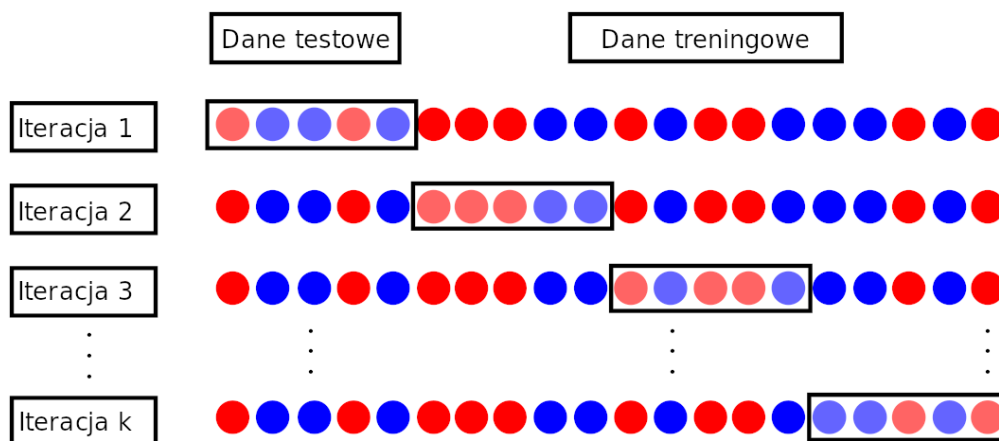 Dane testowe
Dane treningowe
Iteracja 1
Iteracja 2
Iteracja 3
Iteracja k